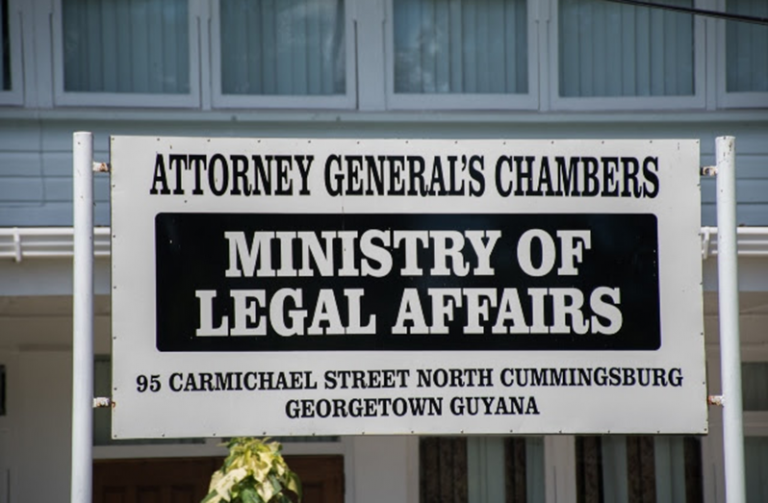 ATTORNEY GENERAL'S CHAMBERS
MINISTRY OF
LEGAL AFFAIRS
95 CARMICHAEL STREET NORTH CUMMINGSBURG
GEORGETOWN GUYANA